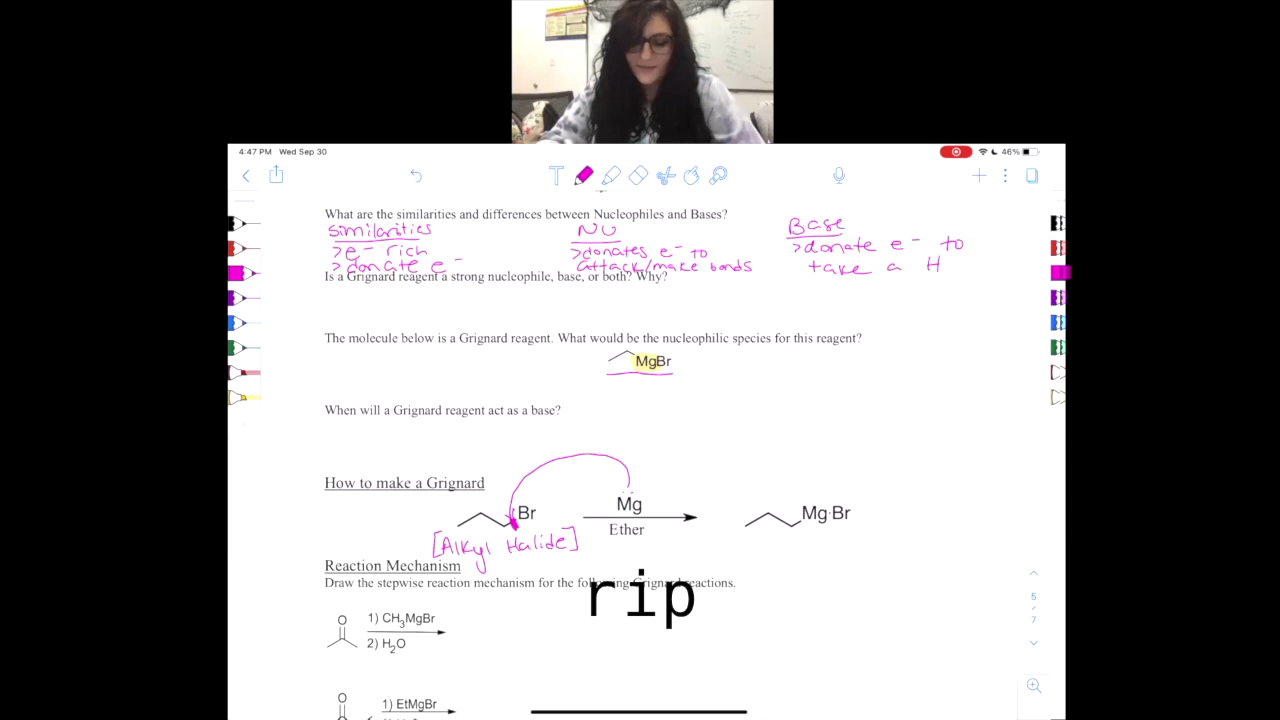 4:47 PM Wed Sep 30
46%
What are the similarities and differences between Nucleophiles and Bases?
Similarities
>e- rich
>donate e-
NU
>donates e- to
attack/make bonds
Base
>donate e- to
take a H
Is a Grignard reagent a strong nucleophile, base, or both? Why?
The molecule below is a Grignard reagent. What would be the nucleophilic species for this reagent?
MgBr
When will a Grignard reagent act as a base?
How to make a Grignard
Br
Mg
Ether
Mg·Br
[Alkyl Halide]
Reaction Mechanism
Draw the stepwise reaction mechanism for the following Grignard reactions.
rip
O
1) CH3MgBr
2) H2O
O
1) EtMgBr
5
/
7